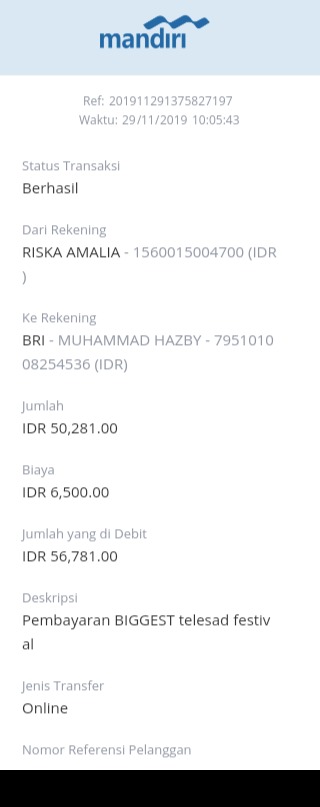 mandırı
Ref: 201911291375827197
Waktu: 29/11/2019 10:05:43
Status Transaksi
Berhasil
Dari Rekening
RISKA AMALIA - 1560015004700 (IDR
)
Ke Rekening
BRI - MUHAMMAD HAZBY - 7951010
08254536 (IDR)
Jumlah
IDR 50,281.00
Biaya
IDR 6,500.00
Jumlah yang di Debit
IDR 56,781.00
Deskripsi
Pembayaran BIGGEST telesad festiv
al
Jenis Transfer
Online
Nomor Referensi Pelanggan